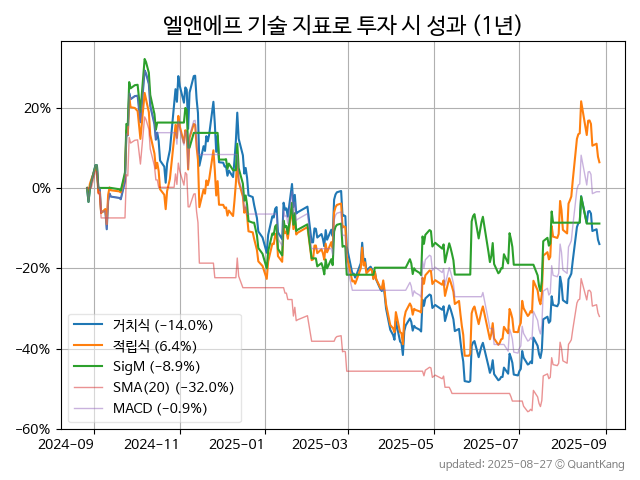 엘앤에프 기술 지표로 투자 시 성과 (1년)
20%
0%
−20%
−40%
−60%
거치식 (−14.0%)
적립식 (6.4%)
SigM (−8.9%)
SMA(20) (−32.0%)
MACD (−0.9%)
2024-09 2024-11 2025-01 2025-03 2025-05 2025-07 2025-09
updated: 2025-08-27 © QuantKang